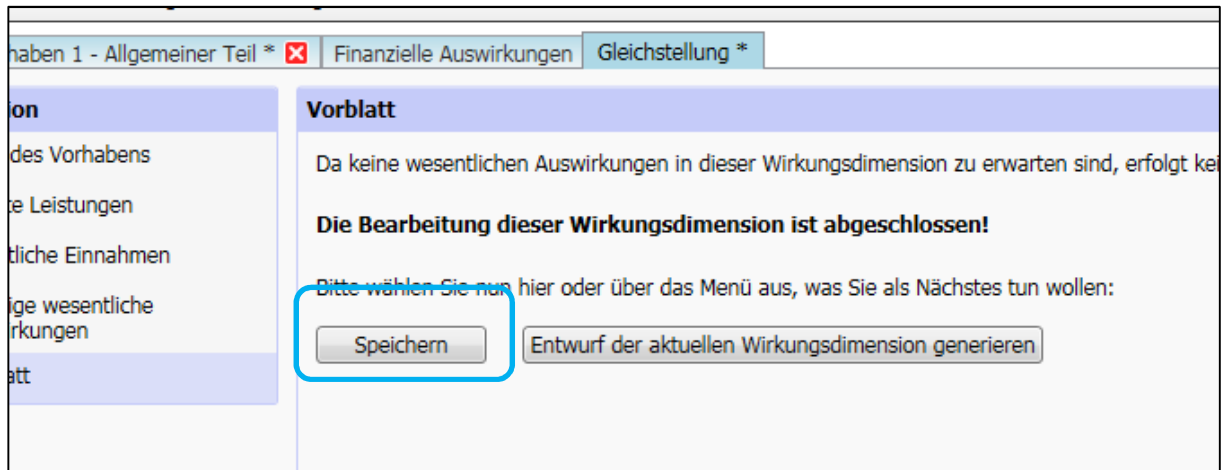 haben 1 - Allgemeiner Teil * Finanzielle Auswirkungen Gleichstellung *
ion
des Vorhabens
te Leistungen
tliche Einnahmen
ige wesentliche
rkungen
att
Vorblatt
Da keine wesentlichen Auswirkungen in dieser Wirkungsdimension zu erwarten sind, erfolgt kei
Die Bearbeitung dieser Wirkungsdimension ist abgeschlossen!
Bitte wählen Sie nun hier oder über das Menü aus, was Sie als Nächstes tun wollen:
Speichern Entwurf der aktuellen Wirkungsdimension generieren